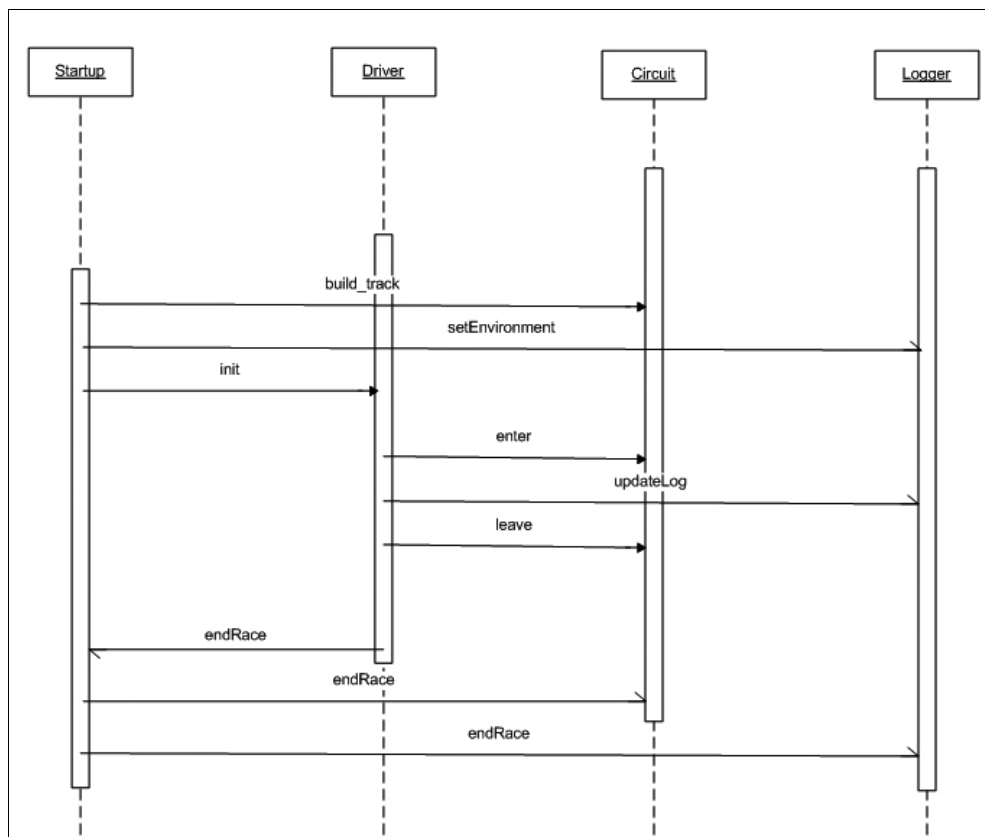 Startup
Driver
Circuit
Logger
build_track
setEnvironment
init
enter
updateLog
leave
endRace
endRace
endRace